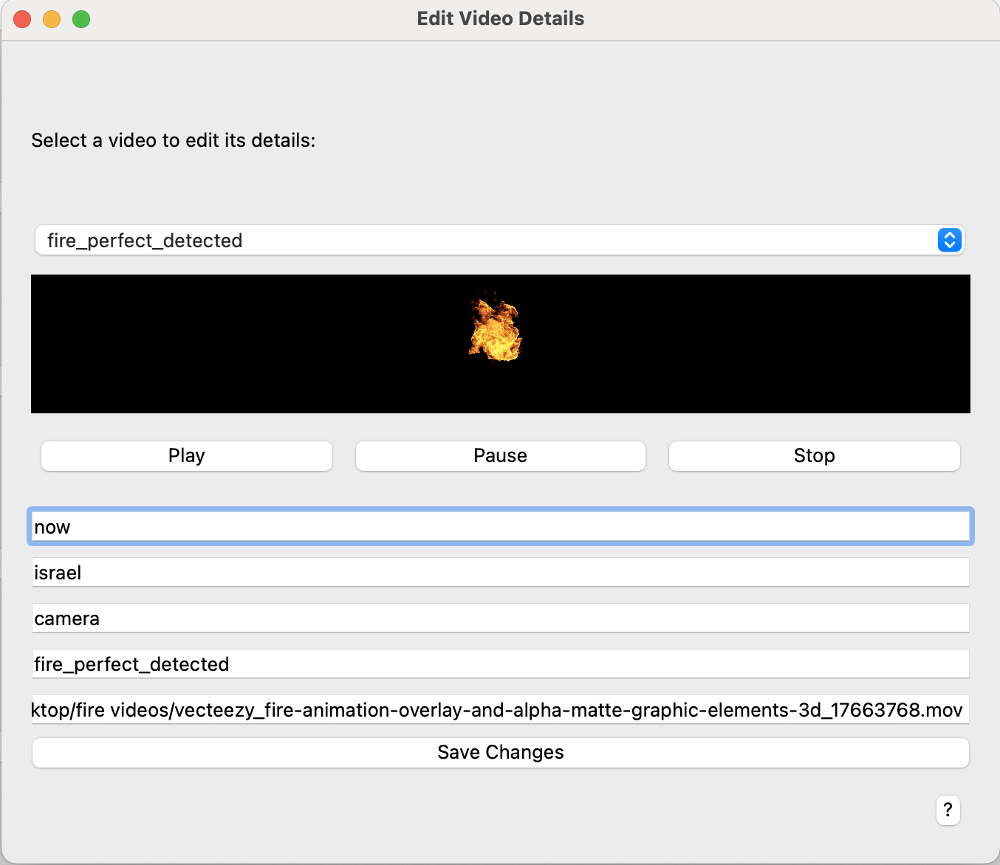 Edit Video Details
Select a video to edit its details:
fire_perfect_detected
Play Pause Stop
now
israel
camera
fire_perfect_detected
ktop/fire videos/vecteezy_fire-animation-overlay-and-alpha-matte-graphic-elements-3d_17663768.mov
Save Changes
?